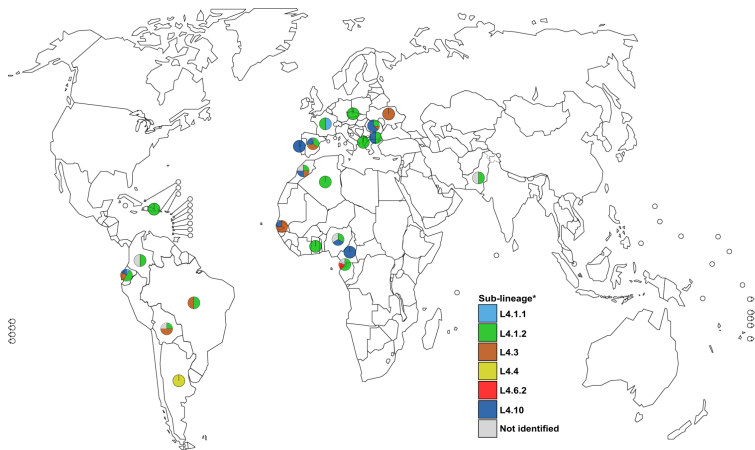 Sub-lineage*
L4.1.1
L4.1.2
L4.3
L4.4
L4.6.2
L4.10
Not identified